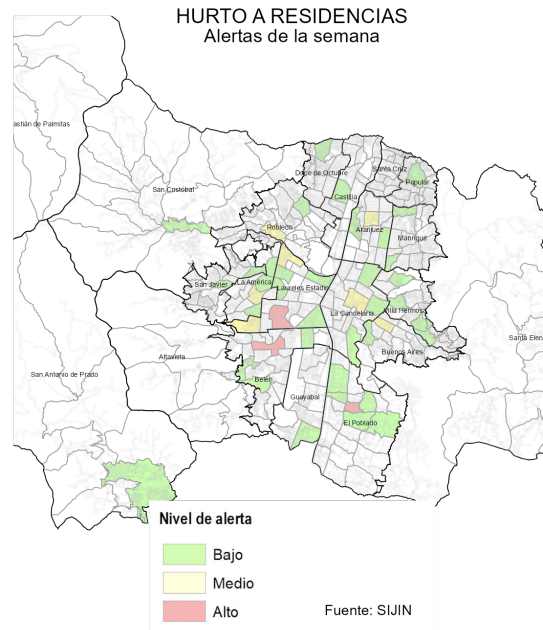 HURTO A RESIDENCIAS
Alertas de la semana
astián de Palmitas
Doce de Octubre
Santa Cruz
San Cristóbal
Popular
Castilla
Robledo
Aranjuez
Manrique
San Javier
La América
Laureles Estadio
La Candelaria
Villa Hermosa
Santa Elen
Altavista
Buenos Aires
San Antonio de Prado
Belén
Guayabal
El Poblado
Nivel de alerta
Bajo
Medio
Alto
Fuente: SIJIN